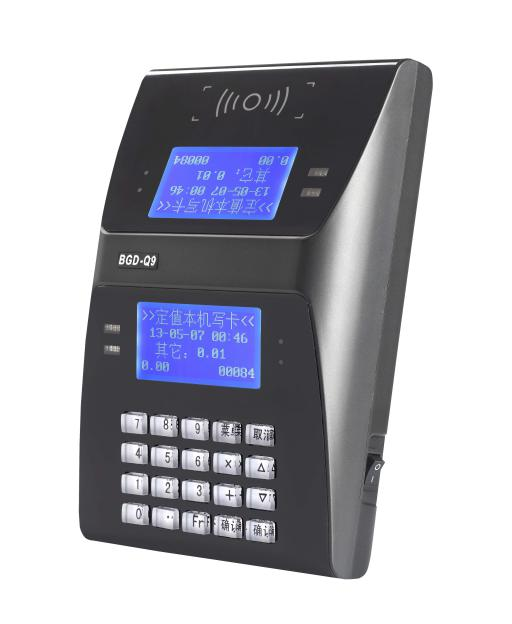 0.00 00084
其它: 0.01
13-05-07 00:46
>>定值本机写卡<<
BGD-Q9
>>定值本机写卡<<
13-05-07 00:46
其它: 0.01
0.00 00084
7 8 9 取消
4 5 6 × △
1 2 3 + ▽
0 . Fr 确认 确认
O
I